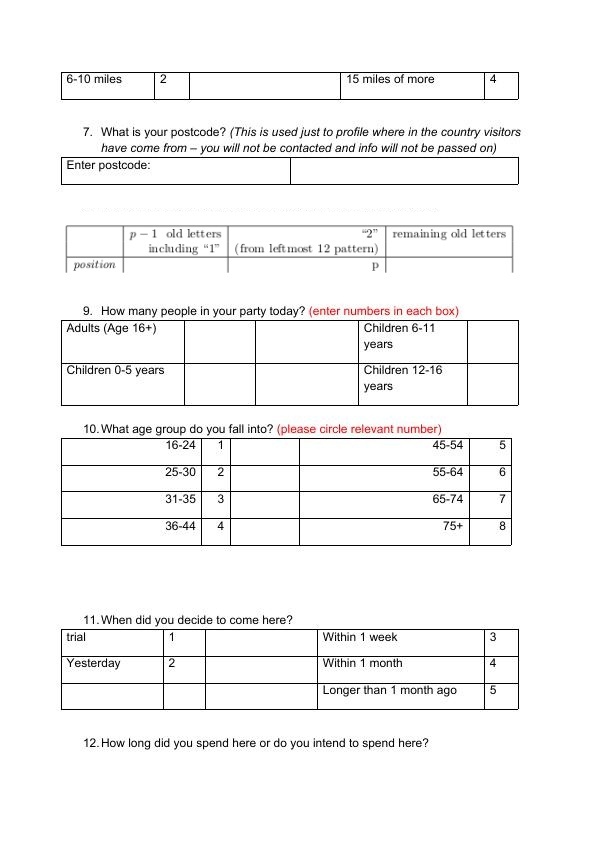 6-10 miles 2 15 miles of more 4
7. What is your postcode? (This is used just to profile where in the country visitors
have come from – you will not be contacted and info will not be passed on)
Enter postcode:
p − 1 old letters “2” remaining old letters
including “1” (from leftmost 12 pattern)
position p
9. How many people in your party today? (enter numbers in each box)
Adults (Age 16+) Children 6-11
years
Children 0-5 years Children 12-16
years
10. What age group do you fall into? (please circle relevant number)
16-24 1 45-54 5
25-30 2 55-64 6
31-35 3 65-74 7
36-44 4 75+ 8
11. When did you decide to come here?
trial 1 Within 1 week 3
Yesterday 2 Within 1 month 4
Longer than 1 month ago 5
12. How long did you spend here or do you intend to spend here?